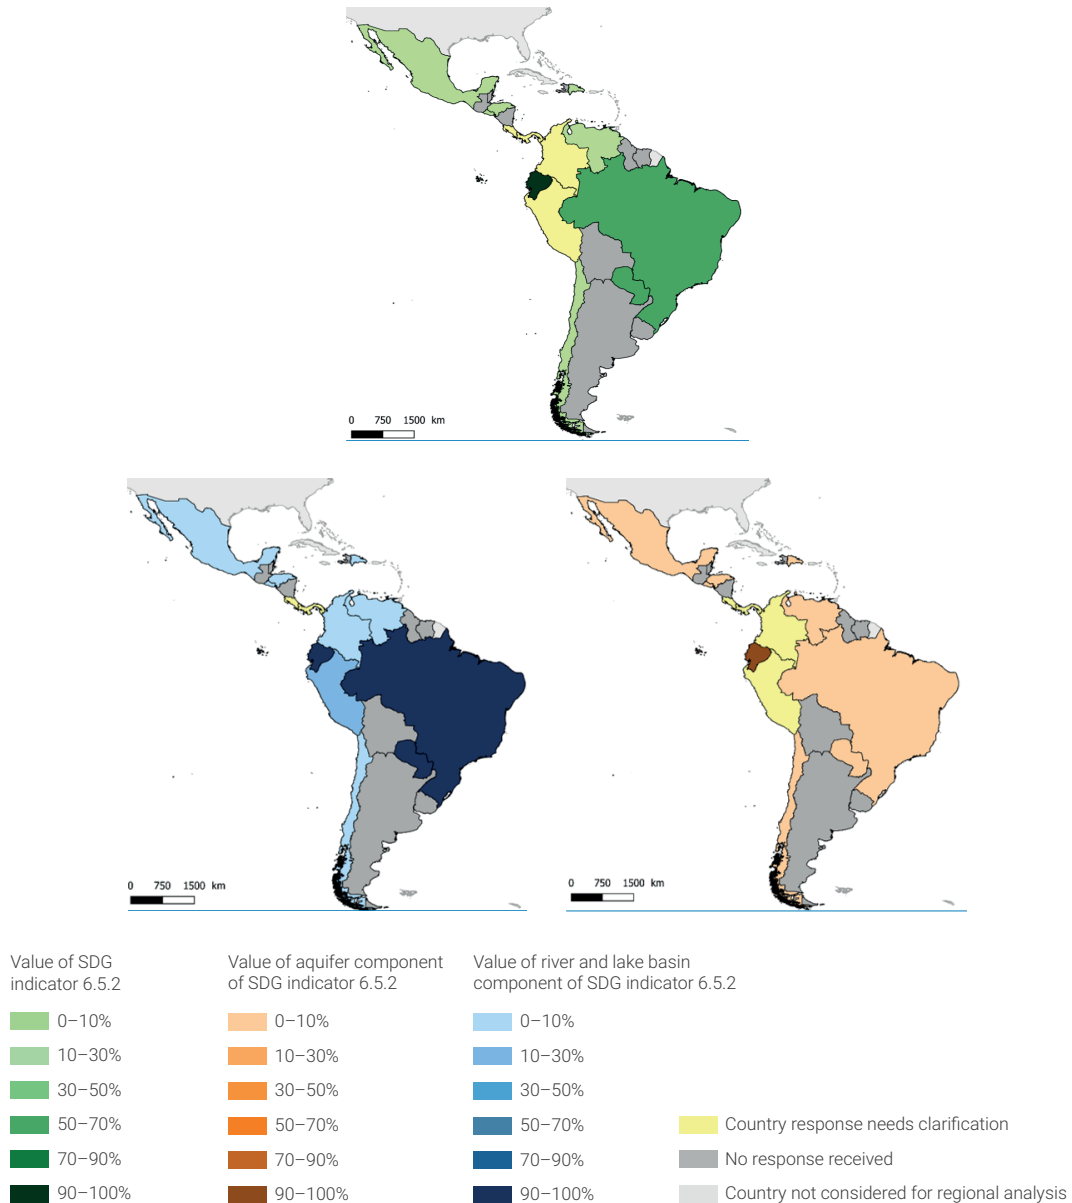 0 750 1500 km
0 750 1500 km
0 750 1500 km
Value of SDG
indicator 6.5.2
0–10%
10–30%
30–50%
50–70%
70–90%
90–100%
Value of aquifer component
of SDG indicator 6.5.2
0–10%
10–30%
30–50%
50–70%
70–90%
90–100%
Value of river and lake basin
component of SDG indicator 6.5.2
0–10%
10–30%
30–50%
50–70%
70–90%
90–100%
Country response needs clarification
No response received
Country not considered for regional analysis